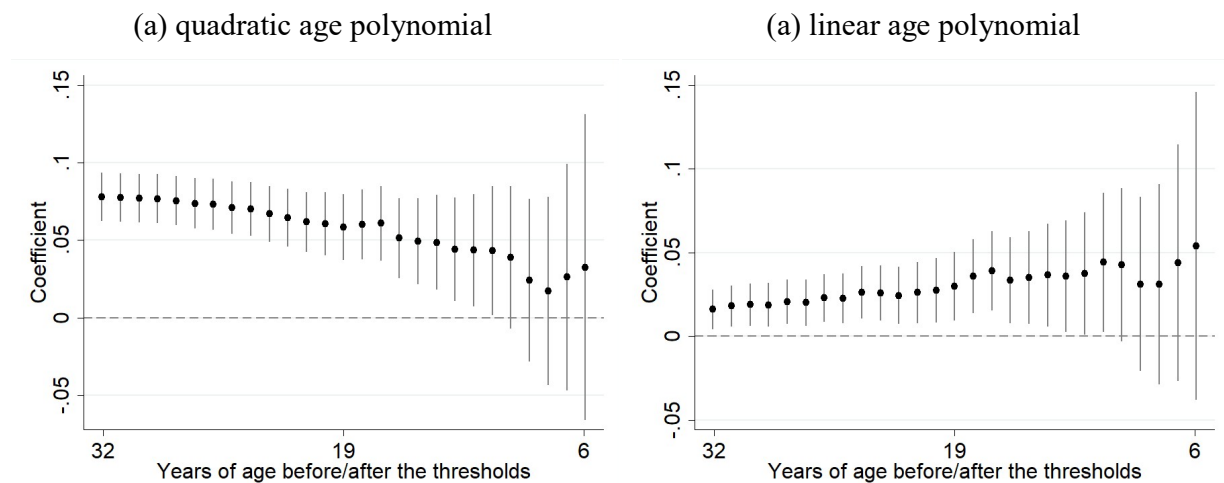 (a) quadratic age polynomial
.15
.1
.05
0
-.05
Coefficient
32
19
6
Years of age before/after the thresholds
(a) linear age polynomial
.15
.1
.05
0
-.05
Coefficient
32
19
6
Years of age before/after the thresholds